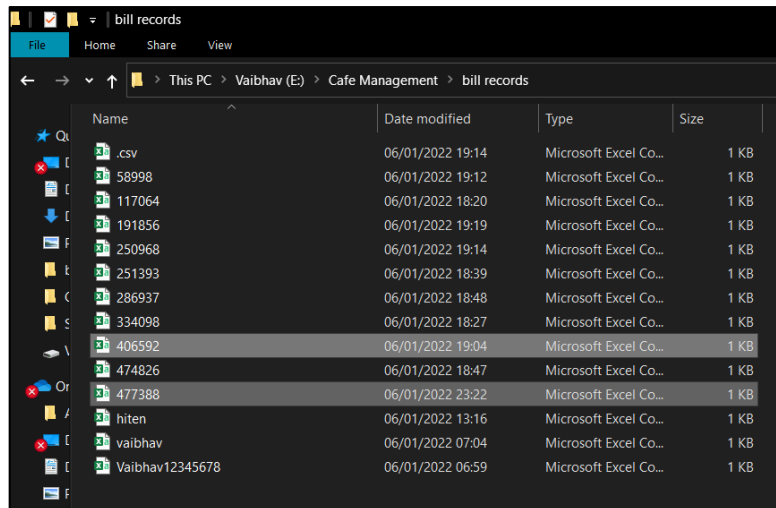 bill records
File Home Share View
This PC > Vaibhav (E:) > Cafe Management > bill records
Name Date modified Type Size
.csv 06/01/2022 19:14 Microsoft Excel Co... 1 KB
58998 06/01/2022 19:12 Microsoft Excel Co... 1 KB
117064 06/01/2022 18:20 Microsoft Excel Co... 1 KB
191856 06/01/2022 19:19 Microsoft Excel Co... 1 KB
250968 06/01/2022 19:14 Microsoft Excel Co... 1 KB
251393 06/01/2022 18:39 Microsoft Excel Co... 1 KB
286937 06/01/2022 18:48 Microsoft Excel Co... 1 KB
334098 06/01/2022 18:27 Microsoft Excel Co... 1 KB
406592 06/01/2022 19:04 Microsoft Excel Co... 1 KB
474826 06/01/2022 18:47 Microsoft Excel Co... 1 KB
477388 06/01/2022 23:22 Microsoft Excel Co... 1 KB
hiten 06/01/2022 13:16 Microsoft Excel Co... 1 KB
vaibhav 06/01/2022 07:04 Microsoft Excel Co... 1 KB
Vaibhav12345678 06/01/2022 06:59 Microsoft Excel Co... 1 KB